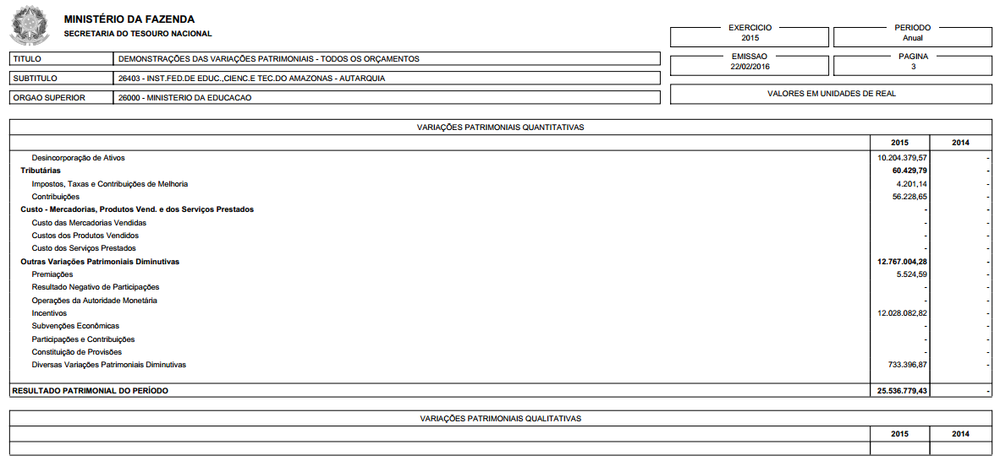 MINISTÉRIO DA FAZENDA
SECRETARIA DO TESOURO NACIONAL
EXERCICIO
2015
PERIODO
Anual
EMISSAO
22/02/2016
PAGINA
3
TITULO DEMONSTRAÇÕES DAS VARIAÇÕES PATRIMONIAIS - TODOS OS ORÇAMENTOS
SUBTITULO 26403 - INST.FED.DE EDUC.,CIENC.E TEC.DO AMAZONAS - AUTARQUIA
ORGAO SUPERIOR 26000 - MINISTERIO DA EDUCACAO
VALORES EM UNIDADES DE REAL
VARIAÇÕES PATRIMONIAIS QUANTITATIVAS
2015 2014
Desincorporação de Ativos 10.204.379,57 -
Tributárias 60.429,79 -
Impostos, Taxas e Contribuições de Melhoria 4.201,14 -
Contribuições 56.228,65 -
Custo - Mercadorias, Produtos Vend. e dos Serviços Prestados - -
Custo das Mercadorias Vendidas - -
Custos dos Produtos Vendidos - -
Custo dos Serviços Prestados - -
Outras Variações Patrimoniais Diminutivas 12.767.004,28 -
Premiações 5.524,59 -
Resultado Negativo de Participações - -
Operações da Autoridade Monetária - -
Incentivos 12.028.082,82 -
Subvenções Econômicas - -
Participações e Contribuições - -
Constituição de Provisões - -
Diversas Variações Patrimoniais Diminutivas 733.396,87 -
RESULTADO PATRIMONIAL DO PERÍODO 25.536.779,43 -
VARIAÇÕES PATRIMONIAIS QUALITATIVAS
2015 2014